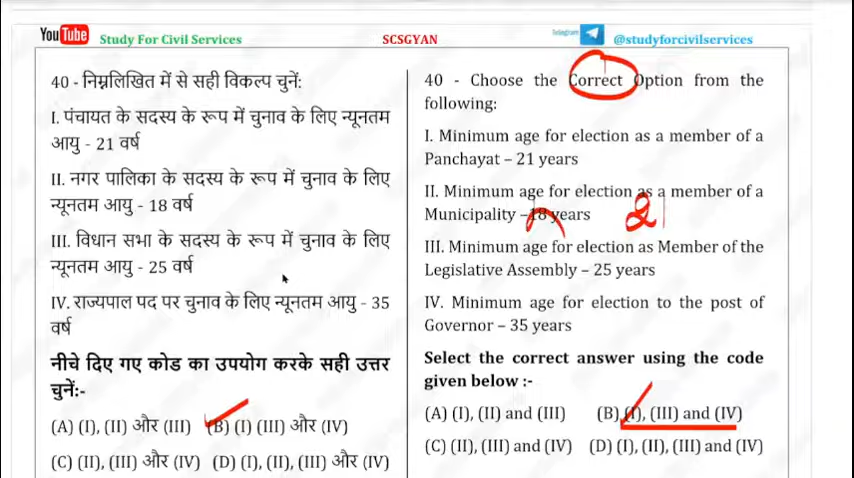 YouTube Study For Civil Services
SCSGYAN
Telegram @studyforcivilservices
40 - निम्नलिखित में से सही विकल्प चुनें:
I. पंचायत के सदस्य के रूप में चुनाव के लिए न्यूनतम
आयु - 21 वर्ष
II. नगर पालिका के सदस्य के रूप में चुनाव के लिए
न्यूनतम आयु - 18 वर्ष
III. विधान सभा के सदस्य के रूप में चुनाव के लिए
न्यूनतम आयु - 25 वर्ष
IV. राज्यपाल पद पर चुनाव के लिए न्यूनतम आयु - 35
वर्ष
नीचे दिए गए कोड का उपयोग करके सही उत्तर
चुनें:-
(A) (I), (II) और (III) (B) (I) (III) और (IV)
(C) (II), (III) और (IV) (D) (I), (II), (III) और (IV)
40 - Choose the Correct Option from the
following:
I. Minimum age for election as a member of a
Panchayat – 21 years
II. Minimum age for election as a member of a
Municipality – 18 years 21
III. Minimum age for election as Member of the
Legislative Assembly – 25 years
IV. Minimum age for election to the post of
Governor – 35 years
Select the correct answer using the code
given below :-
(A) (I), (II) and (III) (B) (I), (III) and (IV)
(C) (II), (III) and (IV) (D) (I), (II), (III) and (IV)